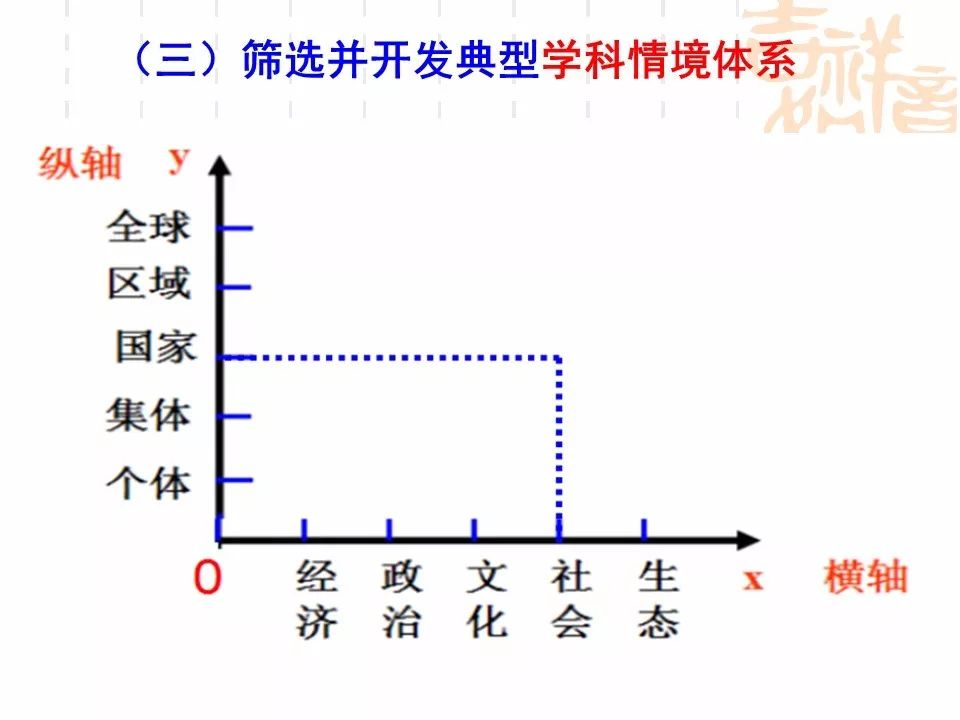 （三）筛选并开发典型学科情境体系
纵轴 y
全球
区域
国家
集体
个体
0
经济
政治
文化
社会
生态
x 横轴